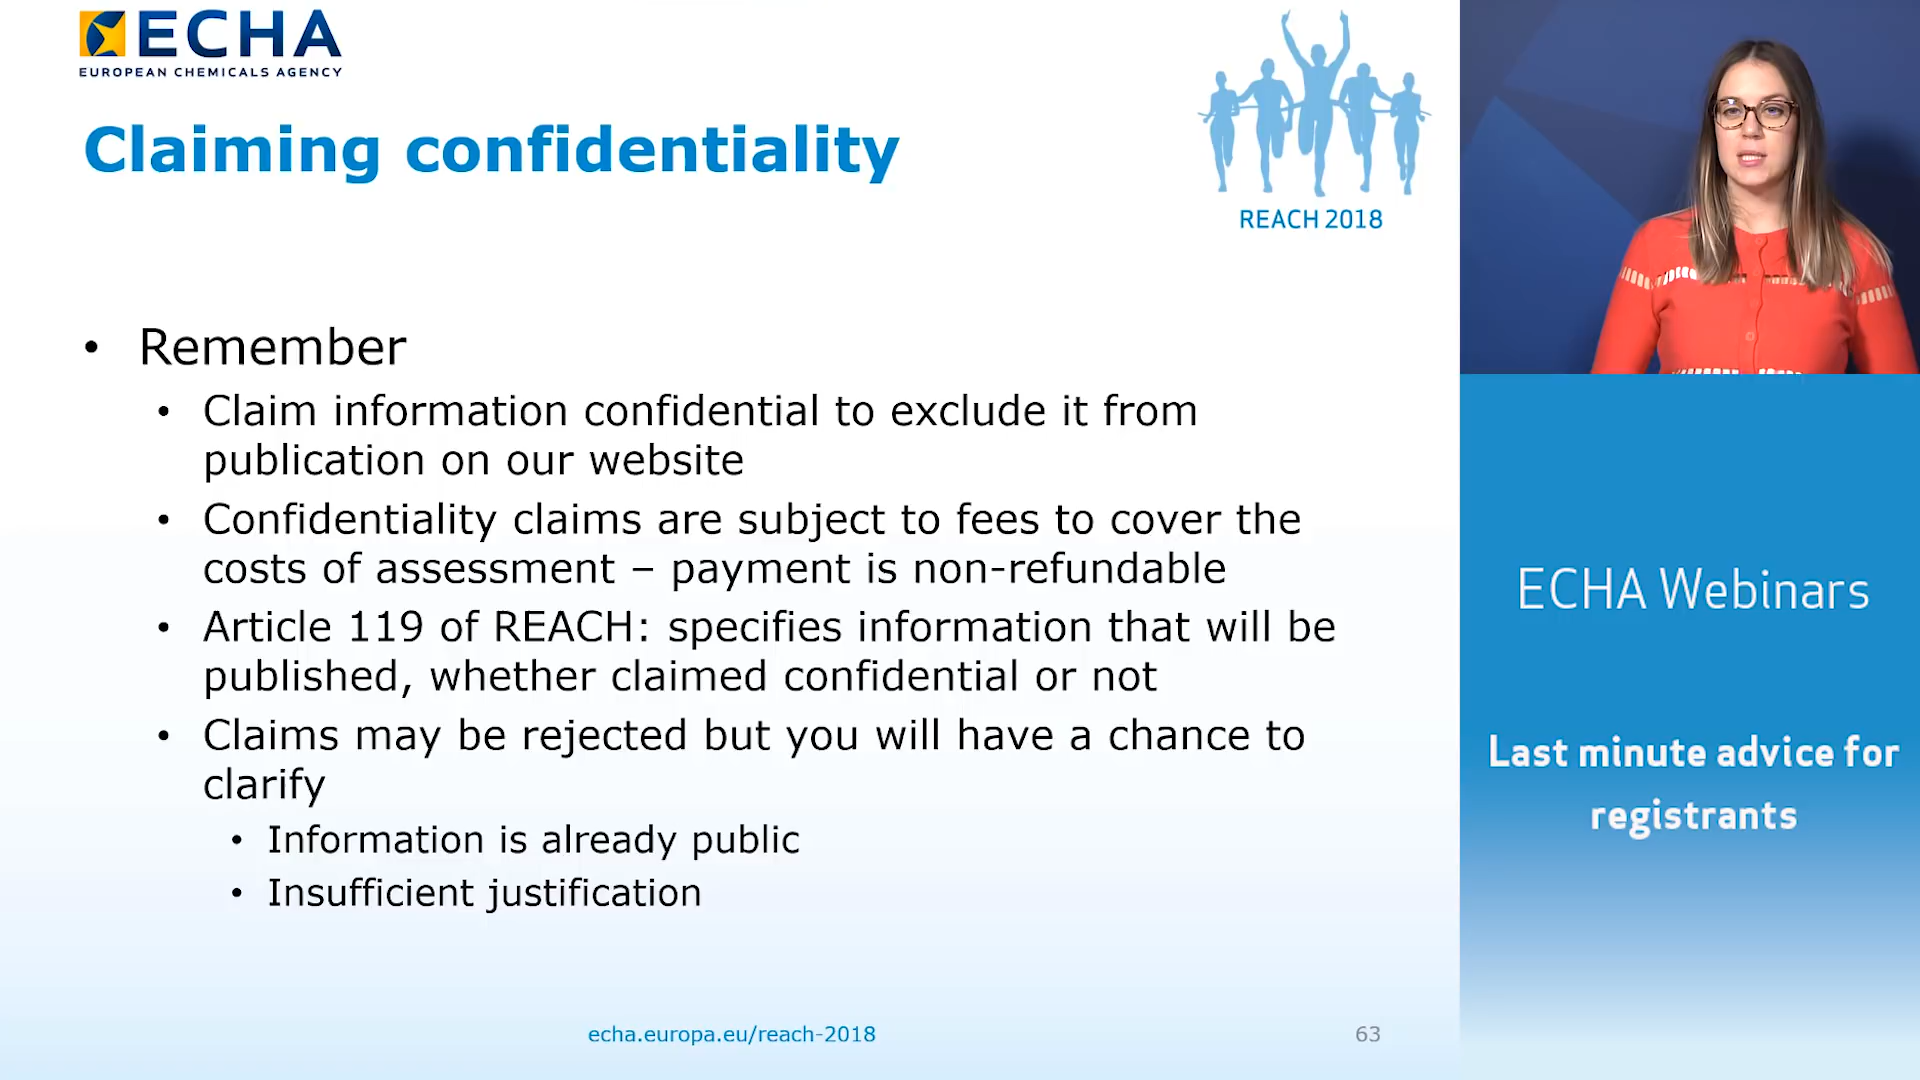 ECHA
EUROPEAN CHEMICALS AGENCY
Claiming confidentiality
REACH 2018
• Remember
• Claim information confidential to exclude it from
publication on our website
• Confidentiality claims are subject to fees to cover the
costs of assessment – payment is non-refundable
• Article 119 of REACH: specifies information that will be
published, whether claimed confidential or not
• Claims may be rejected but you will have a chance to
clarify
• Information is already public
• Insufficient justification
echa.europa.eu/reach-2018
63
ECHA Webinars
Last minute advice for
registrants